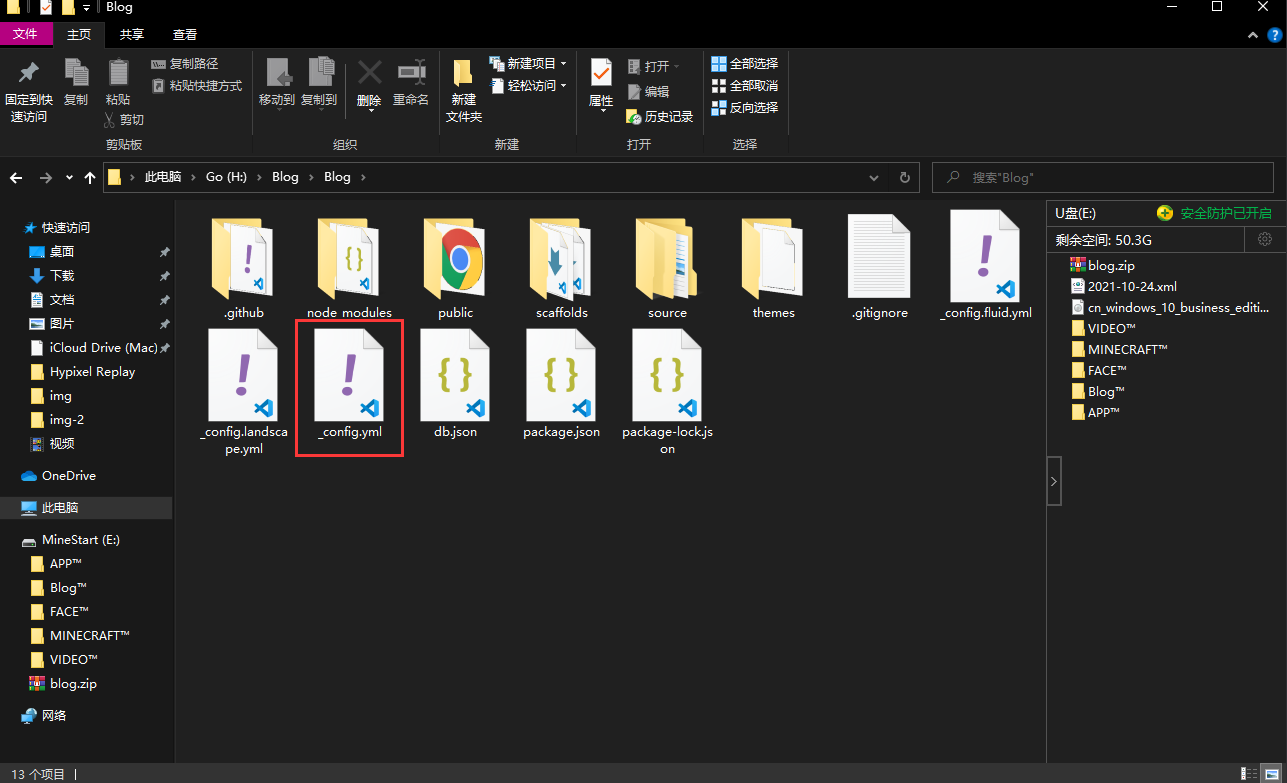 Blog
文件 主页 共享 查看
固定到快速访问
复制
粘贴
复制路径
粘贴快捷方式
剪切
剪贴板
移动到
复制到
删除
重命名
组织
新建
文件夹
新建项目
轻松访问
新建
属性
打开
编辑
历史记录
打开
全部选择
全部取消
反向选择
选择
此电脑 Go (H:) Blog Blog
搜索"Blog"
快速访问
桌面
下载
文档
图片
iCloud Drive (Mac)
Hypixel Replay
img
img-2
视频
OneDrive
此电脑
MineStart (E:)
APP™
Blog™
FACE™
MINECRAFT™
VIDEO™
blog.zip
网络
.github
node_modules
public
scaffolds
source
themes
.gitignore
_config.fluid.yml
_config.landsca
pe.yml
_config.yml
db.json
package.json
package-lock.js
on
U盘(E:) 安全防护已开启
剩余空间: 50.3G
blog.zip
2021-10-24.xml
cn_windows_10_business_editi...
VIDEO™
MINECRAFT™
FACE™
Blog™
APP™
13 个项目